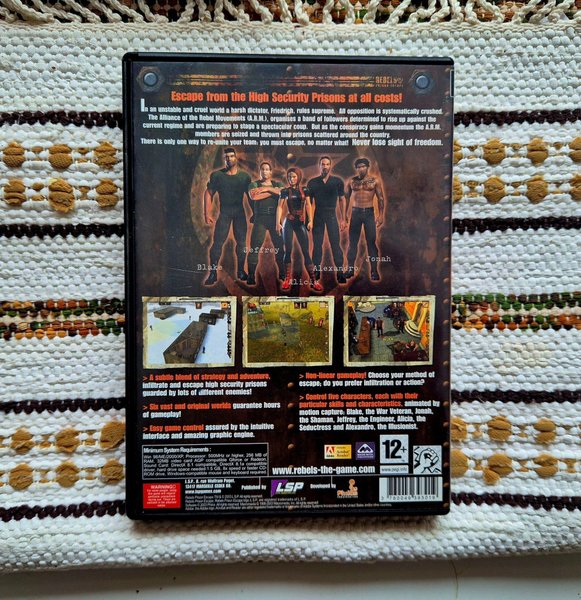 REBELS
PRISON ESCAPE
Escape from the High Security Prisons at all costs!
In an unstable and cruel world a harsh dictator, Friedrich, rules supreme. All opposition is systematically crushed.
The Alliance of the Rebel Movements (A.R.M.), organises a band of followers determined to rise up against the
current regime and are preparing to stage a spectacular coup. But as the conspiracy gains momentum the A.R.M.
members are seized and thrown into prisons scattered around the country.
There is only one way to re-unite your team: you must escape, no matter what! Never lose sight of freedom.
Blake
Jeffrey
Alicia
Alexandro
Jonah
> A subtle blend of strategy and adventure,
infiltrate and escape high security prisons
guarded by lots of different enemies!
> Six vast and original worlds guarantee hours
of gameplay!
> Easy game control assured by the intuitive
interface and amazing graphic engine.
> Non-linear gameplay! Choose your method of
escape; do you prefer infiltration or action?
> Control five characters, each with their
particular skills and characteristics, animated by
motion capture. Blake, the War Veteran, Jonah,
the Shaman, Jeffrey, the Engineer, Alicia, the
Seductress and Alexandro, the Illusionist.
Minimum System Requirements :
WARNING:
www.rebels-the-game.com
12+
www.pegi.info
L.S.P.
Published by
LSP
Developed by
Philos